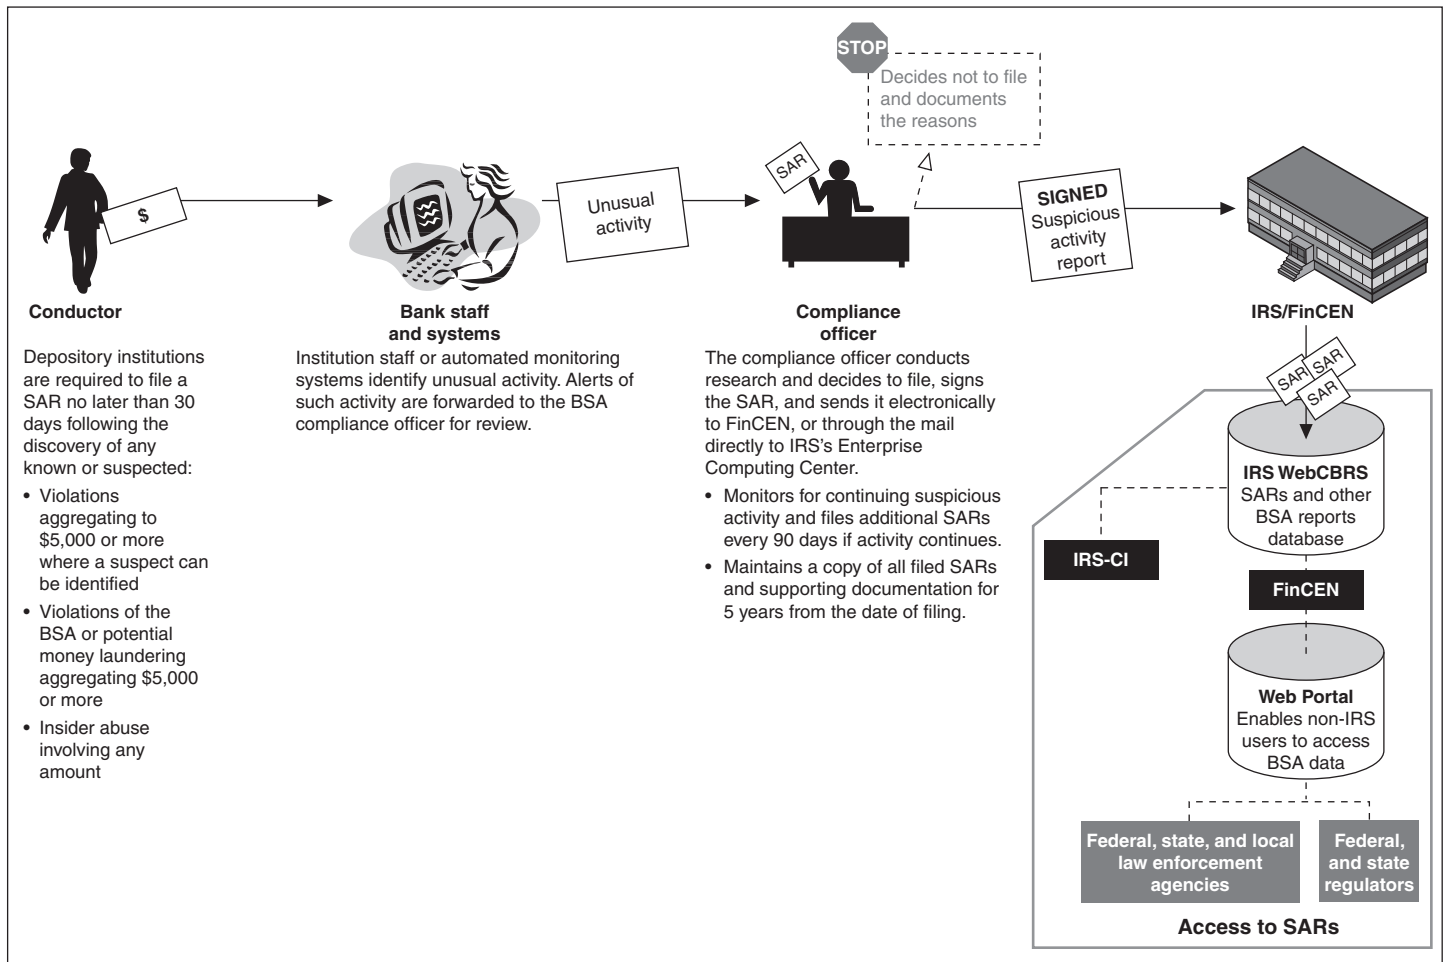 STOP
Decides not to file
and documents
the reasons
$
Unusual
activity
SAR
SIGNED
Suspicious
activity
report
Conductor
Depository institutions
are required to file a
SAR no later than 30
days following the
discovery of any
known or suspected:
• Violations
aggregating to
$5,000 or more
where a suspect can
be identified
• Violations of the
BSA or potential
money laundering
aggregating $5,000
or more
• Insider abuse
involving any
amount
Bank staff
and systems
Institution staff or automated monitoring
systems identify unusual activity. Alerts of
such activity are forwarded to the BSA
compliance officer for review.
Compliance
officer
The compliance officer conducts
research and decides to file, signs
the SAR, and sends it electronically
to FinCEN, or through the mail
directly to IRS's Enterprise
Computing Center.
• Monitors for continuing suspicious
activity and files additional SARs
every 90 days if activity continues.
• Maintains a copy of all filed SARs
and supporting documentation for
5 years from the date of filing.
IRS/FinCEN
SAR
SAR
SAR
IRS WebCBRS
SARs and other
BSA reports
database
IRS-CI
FinCEN
Web Portal
Enables non-IRS
users to access
BSA data
Federal, state, and local
law enforcement
agencies
Federal,
and state
regulators
Access to SARs